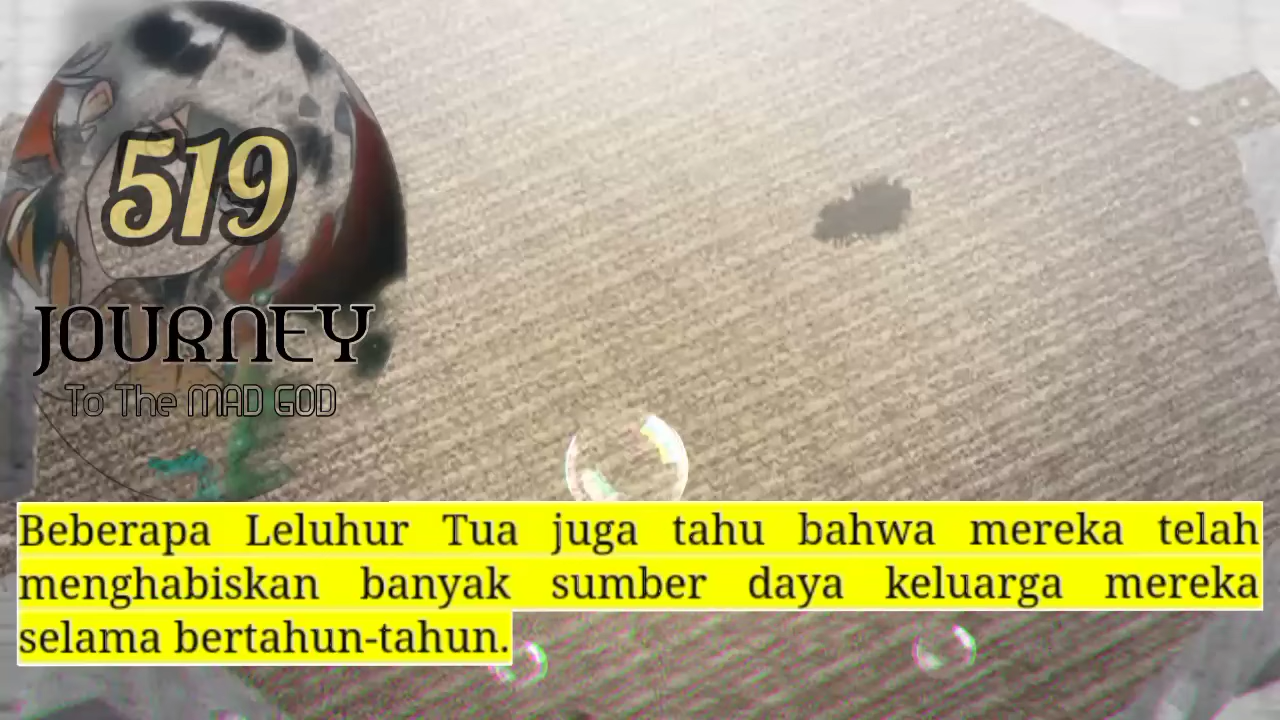 519
JOURNEY
To The MAD GOD
Beberapa Leluhur Tua juga tahu bahwa mereka telah
menghabiskan banyak sumber daya keluarga mereka
selama bertahun-tahun.